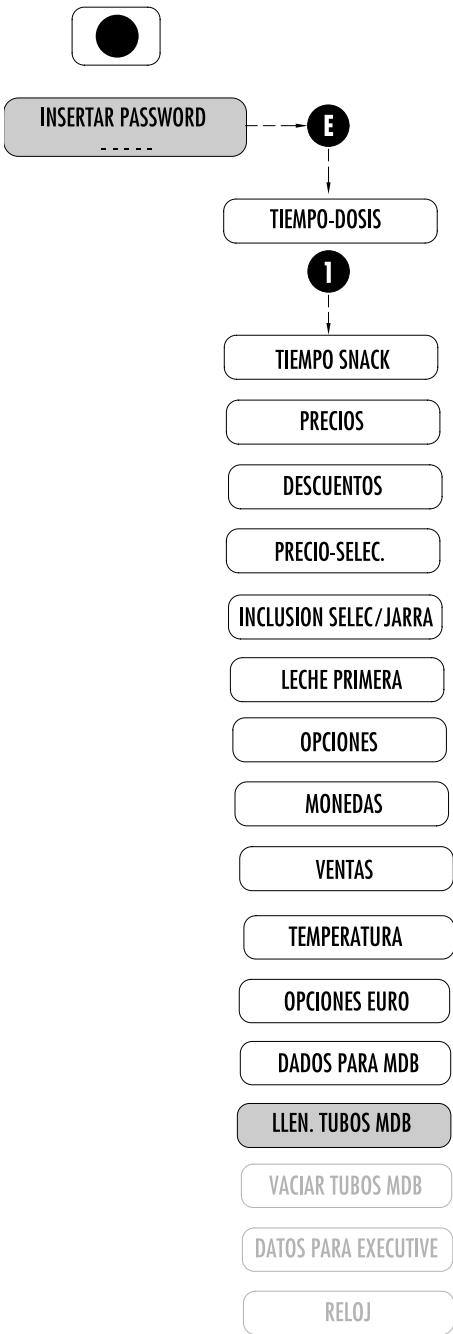 INSERTAR PASSWORD
- - - - -
E
TIEMPO-DOSIS
1
TIEMPO SNACK
PRECIOS
DESCUENTOS
PRECIO-SELEC.
INCLUSION SELEC/JARRA
LECHE PRIMERA
OPCIONES
MONEDAS
VENTAS
TEMPERATURA
OPCIONES EURO
DADOS PARA MDB
LLEN. TUBOS MDB
VACIAR TUBOS MDB
DATOS PARA EXECUTIVE
RELOJ